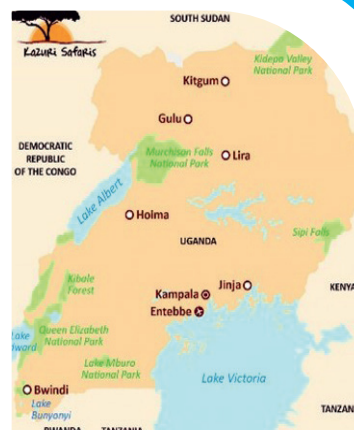 SOUTH SUDAN
Kazuri Safaris
Kidepo Valley
National Park
Kitgum
Gulu
DEMOCRATIC
REPUBLIC
OF THE CONGO
Murchison Falls
National Park
Lira
Lake Albert
Hoima
Sipi Falls
UGANDA
Kibale
Forest
Jinja
KENYA
Kampala
Entebbe
Queen Elizabeth
National Park
Lake Mburo
National Park
Lake Victoria
Bwindi
Lake
Bunyonyi
RWANDA
TANZANIA
TANZAN